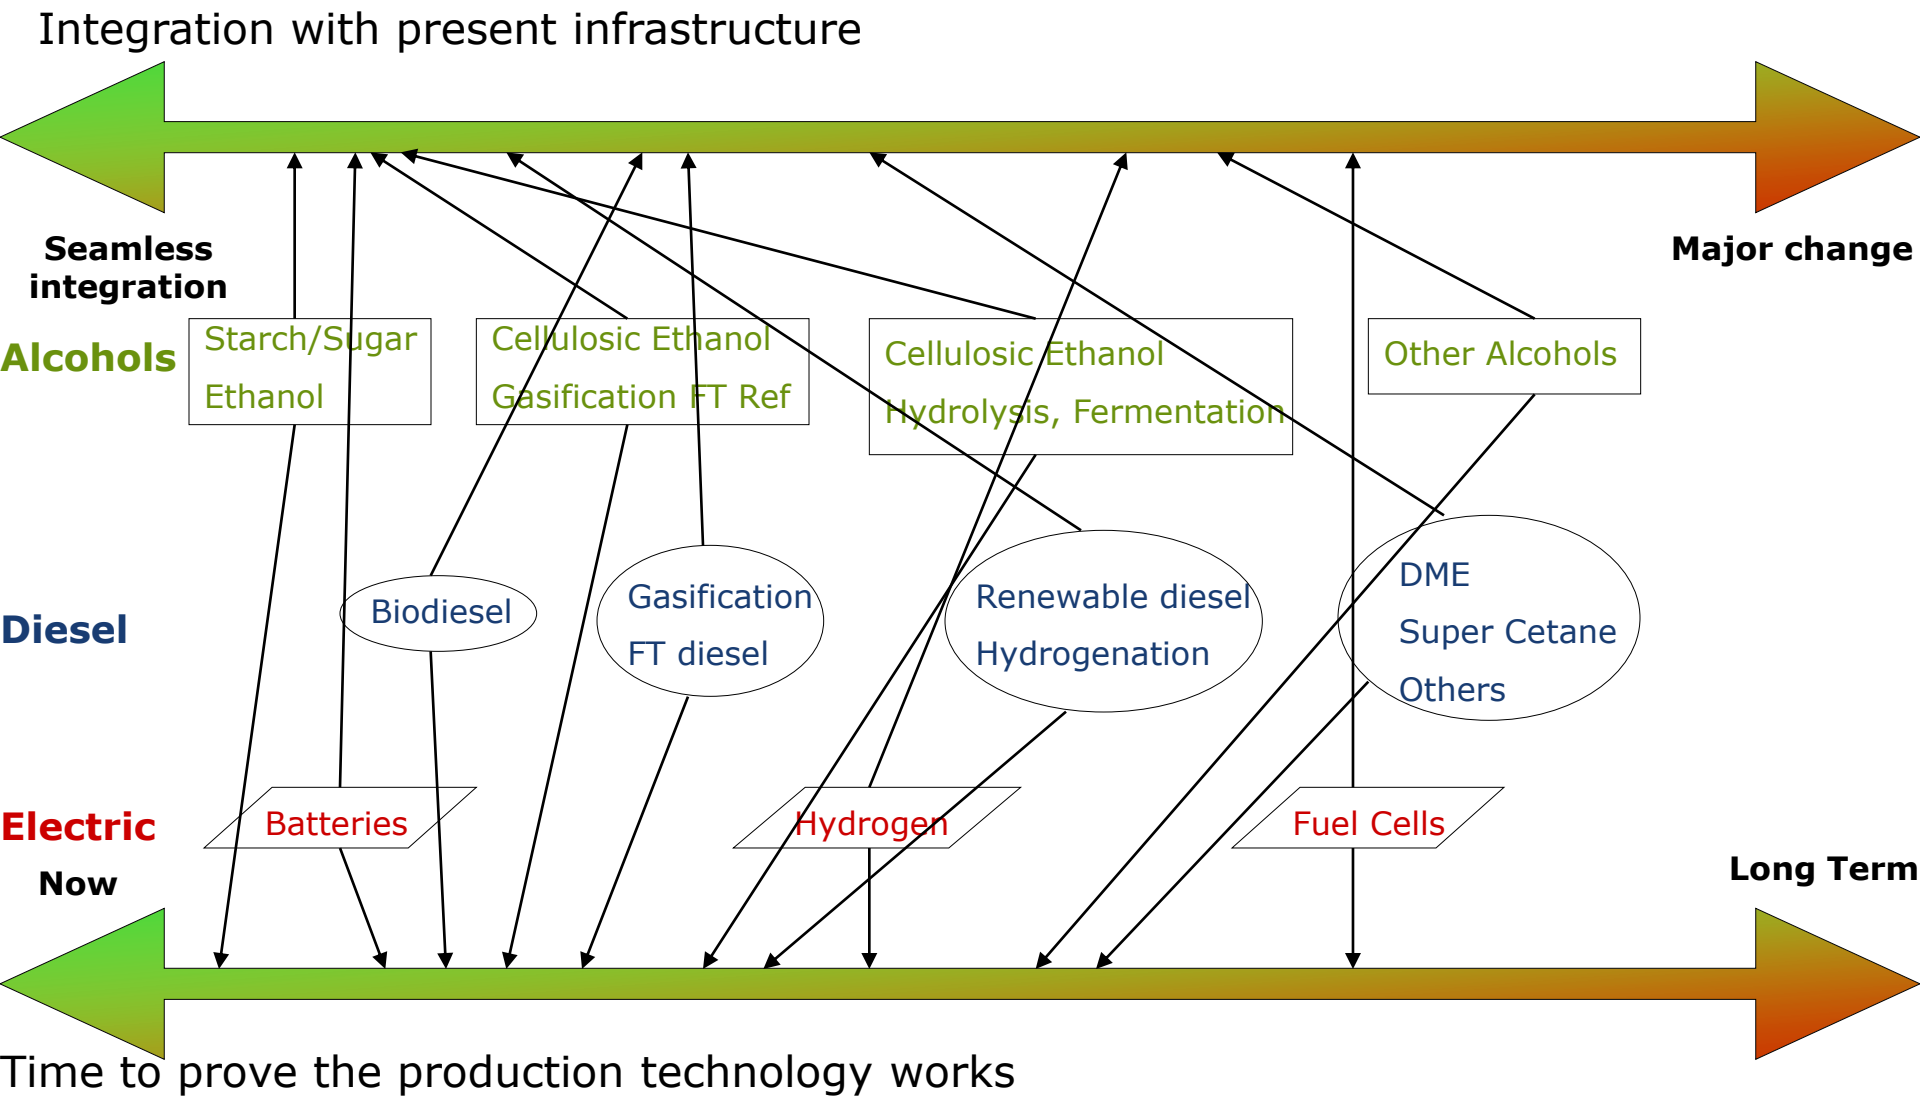 Integration with present infrastructure
Seamless
integration
Major change
Alcohols
Starch/Sugar
Ethanol
Cellulosic Ethanol
Gasification FT Ref
Cellulosic Ethanol
Hydrolysis, Fermentation
Other Alcohols
Diesel
Biodiesel
Gasification
FT diesel
Renewable diesel
Hydrogenation
DME
Super Cetane
Others
Electric
Batteries
Hydrogen
Fuel Cells
Now
Long Term
Time to prove the production technology works